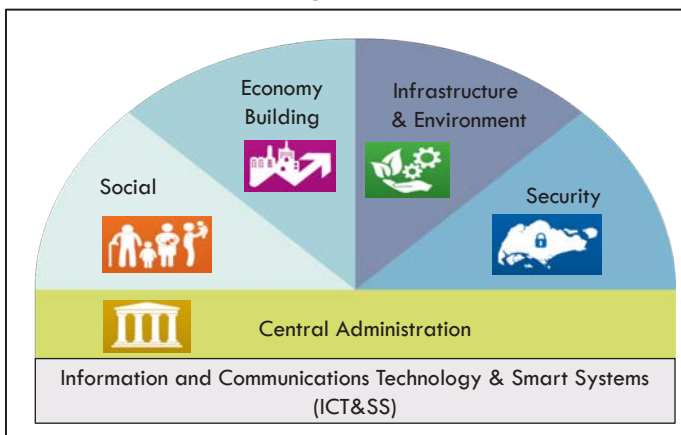 Economy
Building
Infrastructure
& Environment
Social
Security
Central Administration
Information and Communications Technology & Smart Systems
(ICT&SS)